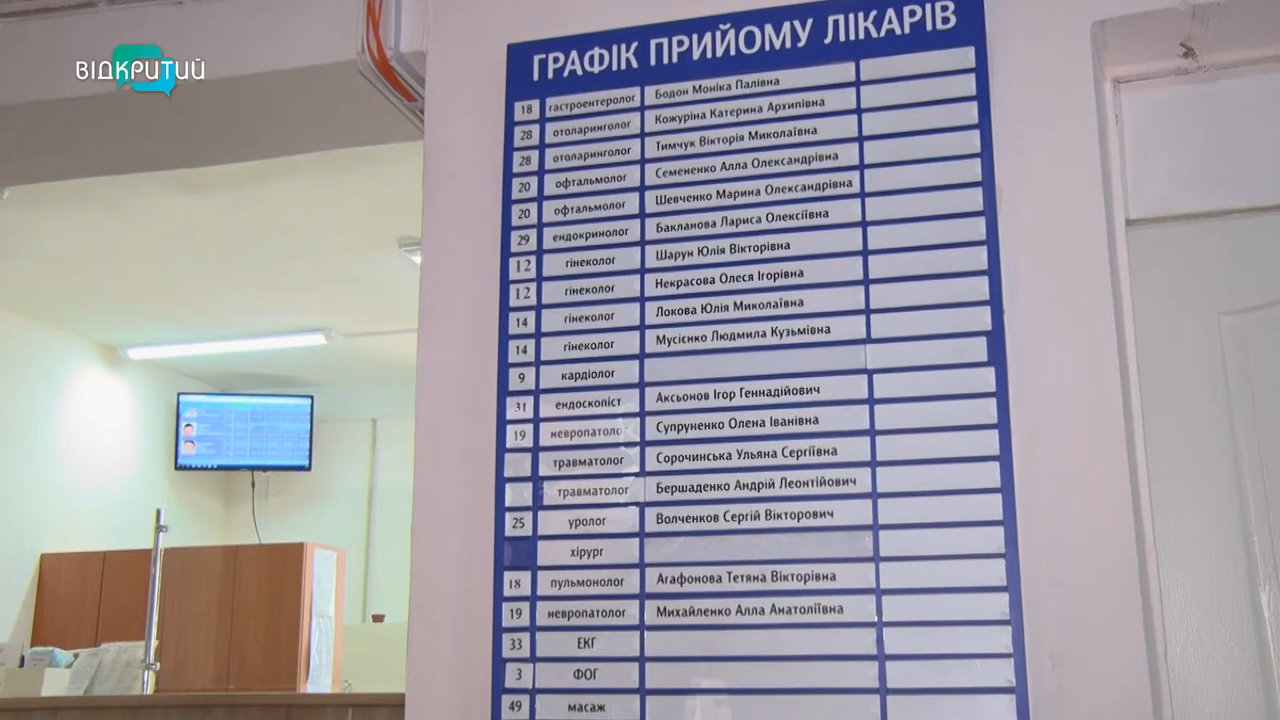 ВІДКРИТИЙ
ГРАФІК ПРИЙОМУ ЛІКАРІВ
18 гастроентеролог Бодон Моніка Палівна
28 отоларинголог Кожуріна Катерина Архипівна
28 отоларинголог Тимчук Вікторія Миколаївна
20 офтальмолог Семененко Алла Олександрівна
20 офтальмолог Шевченко Марина Олександрівна
29 ендокринолог Бакланова Лариса Олексіївна
12 гінеколог Шарун Юлія Вікторівна
12 гінеколог Некрасова Олеся Ігорівна
14 гінеколог Локова Юлія Миколаївна
14 гінеколог Мусієнко Людмила Кузьмівна
9 кардіолог
31 ендоскопіст Аксьонов Ігор Геннадійович
19 невропатолог Супруненко Олена Іванівна
травматолог Сорочинська Ульяна Сергіївна
травматолог Бершаденко Андрій Леонтійович
25 уролог Волченков Сергій Вікторович
хірург
18 пульмонолог Агафонова Тетяна Вікторівна
19 невропатолог Михайленко Алла Анатоліївна
33 ЕКГ
3 ФОГ
49 масаж